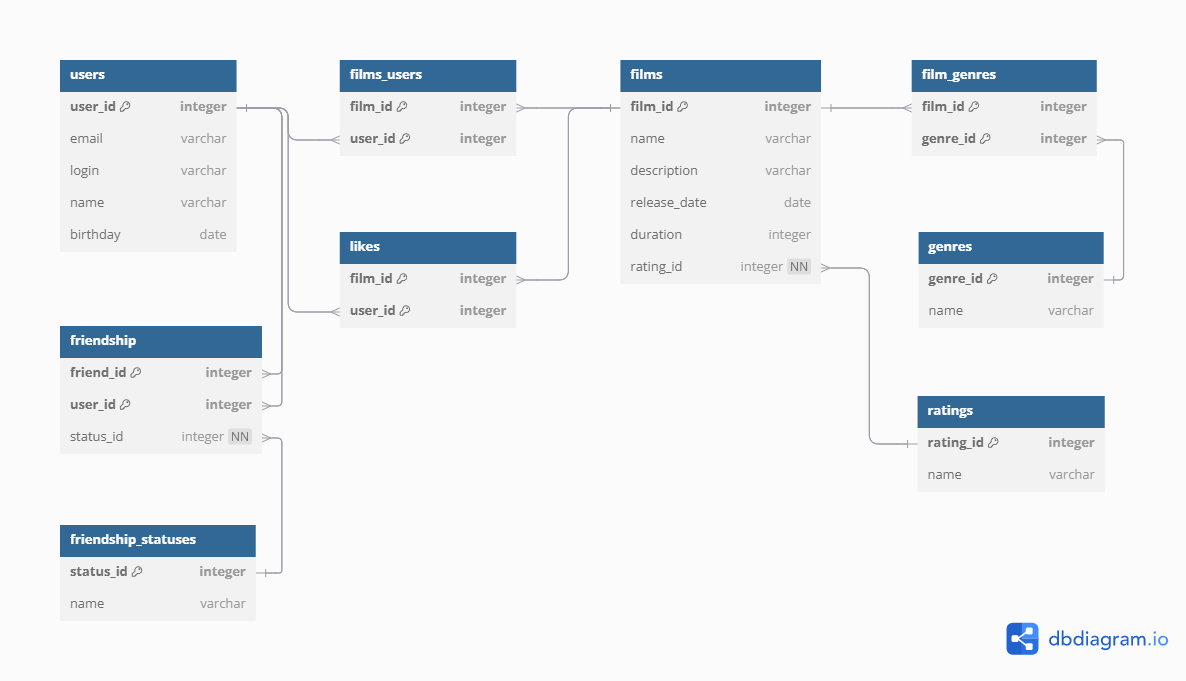 users
user_id integer
email varchar
login varchar
name varchar
birthday date
films_users
film_id integer
user_id integer
likes
film_id integer
user_id integer
films
film_id integer
name varchar
description varchar
release_date date
duration integer
rating_id integer NN
film_genres
film_id integer
genre_id integer
genres
genre_id integer
name varchar
ratings
rating_id integer
name varchar
friendship
friend_id integer
user_id integer
status_id integer NN
friendship_statuses
status_id integer
name varchar
dbdiagram.io